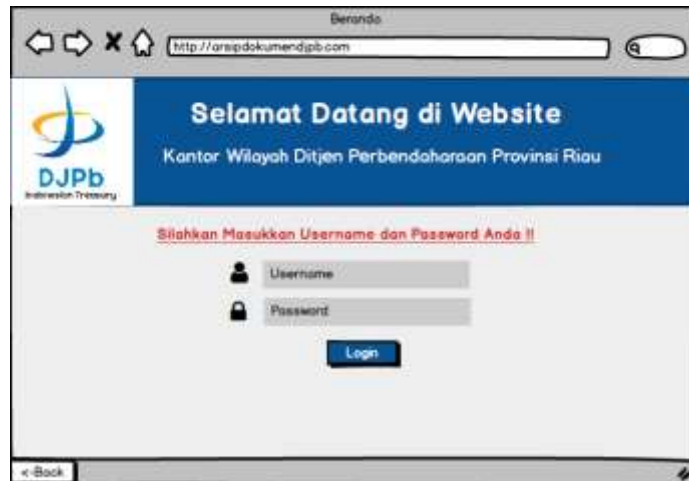 Beranda
http://arsipdokumendjpb.com
Selamat Datang di Website
Kantor Wilayah Ditjen Perbendaharaan Provinsi Riau
DJPb
Indonesian Treasury
Silahkan Masukkan Username dan Password Anda !!
Username
Password
Login
<-Back